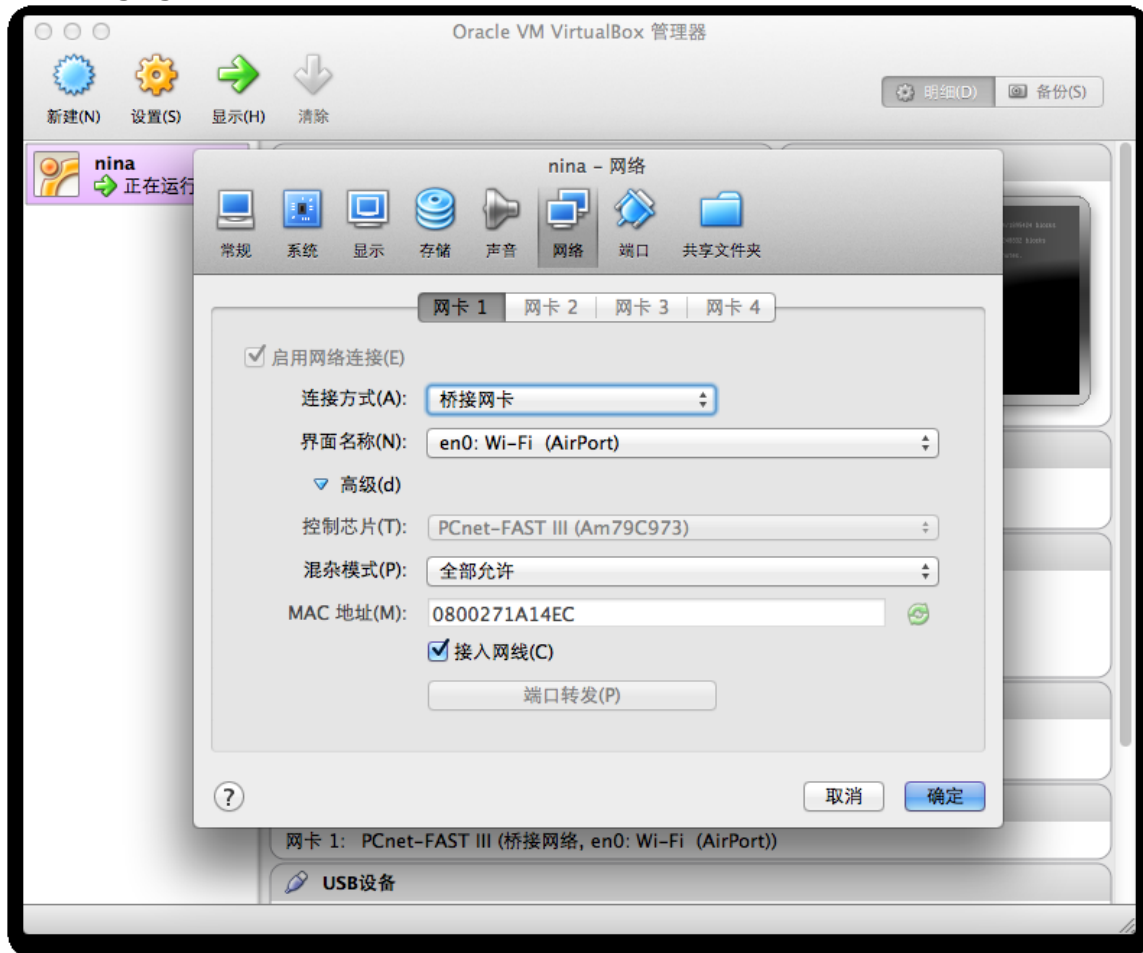 Oracle VM VirtualBox 管理器
新建(N) 设置(S) 显示(H) 清除
明细(D) 备份(S)
nina
正在运行
nina – 网络
常规 系统 显示 存储 声音 网络 端口 共享文件夹
网卡 1 网卡 2 网卡 3 网卡 4
启用网络连接(E)
连接方式(A): 桥接网卡
界面名称(N): en0: Wi-Fi (AirPort)
高级(d)
控制芯片(T): PCnet-FAST III (Am79C973)
混杂模式(P): 全部允许
MAC 地址(M): 0800271A14EC
接入网线(C)
端口转发(P)
? 取消 确定
网卡 1: PCnet-FAST III (桥接网络, en0: Wi-Fi (AirPort))
USB设备